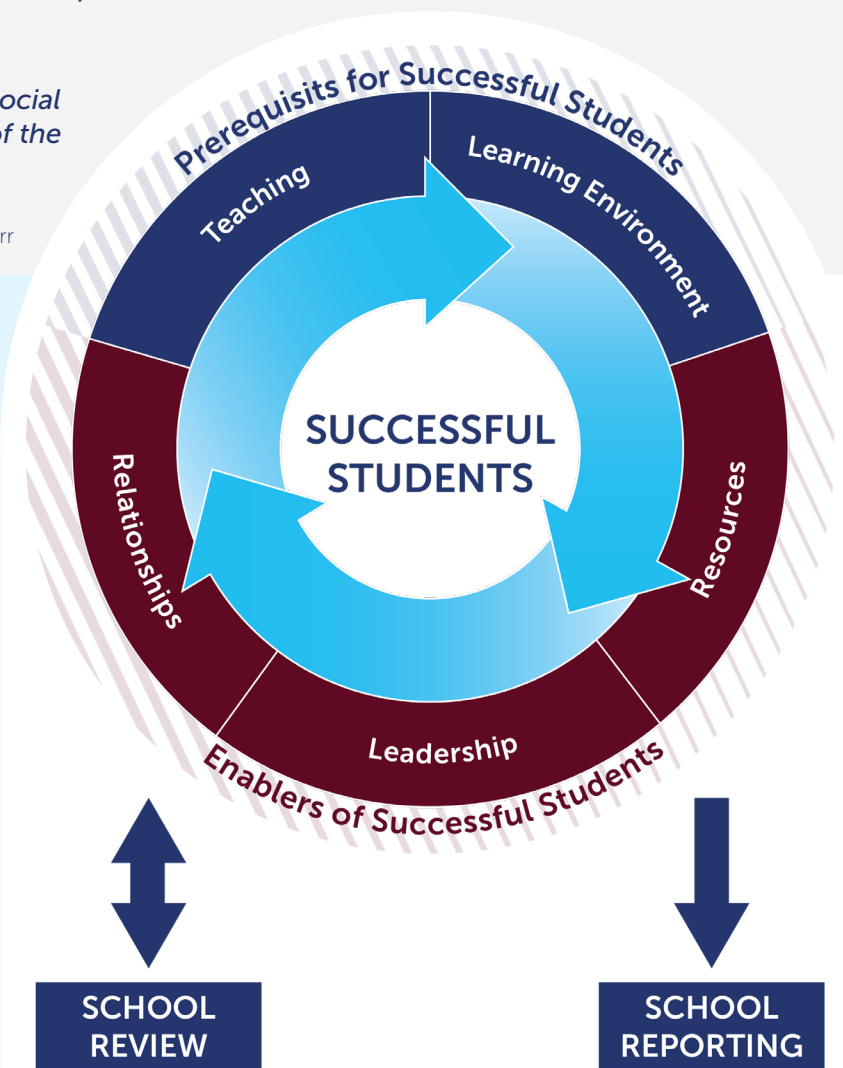 ocial
of the
rr
Prerequisits for Successful Students
Teaching
Learning Environment
SUCCESSFUL
STUDENTS
Relationships
Resources
Leadership
Enablers of Successful Students
SCHOOL
REVIEW
SCHOOL
REPORTING